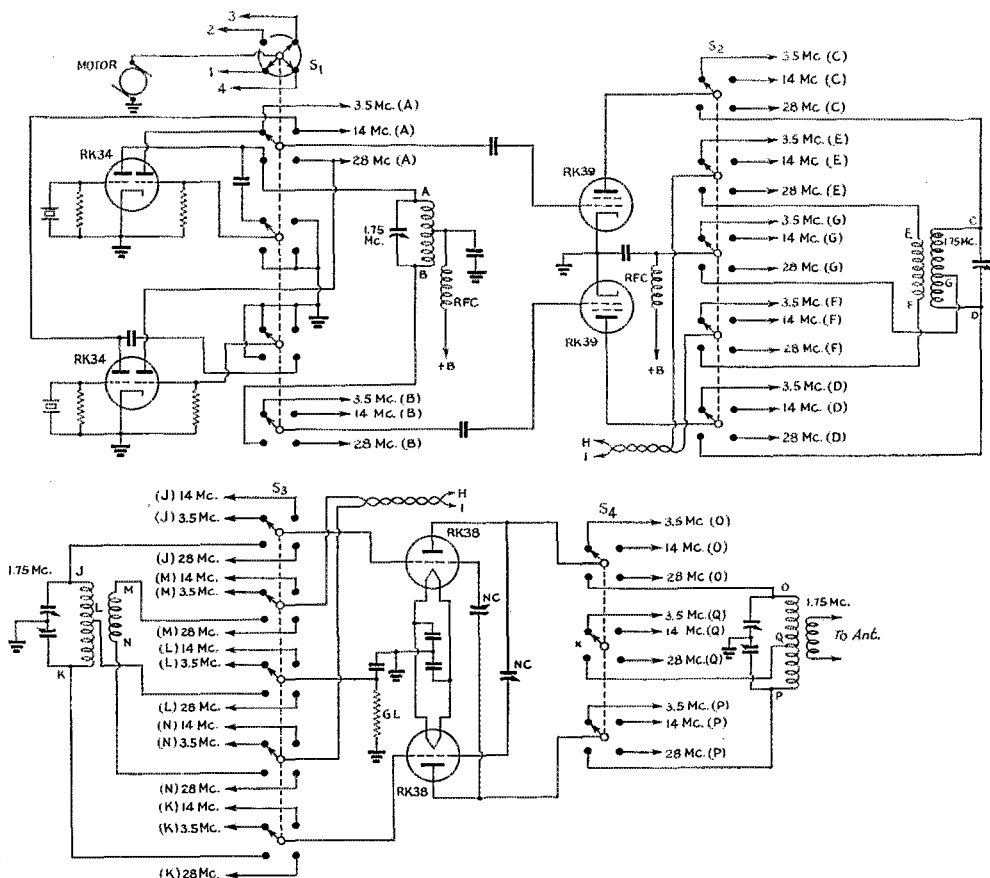 3
2
MOTOR
1
4
S1
3.5 Mc. (A)
14 Mc. (A)
28 Mc (A)
RK34
A
1.75 Mc.
B
RFC
+B
RK34
3.5 Mc. (B)
14 Mc. (B)
28 Mc. (B)
RK39
RFC
RK39
+B
H
I
S2
3.5 Mc (C)
14 Mc (C)
28 Mc. (C)
3.5 Mc. (E)
14 Mc (E)
28 Mc. (E)
3.5 Mc. (G)
14 Mc. (G)
28 Mc. (G)
3.5 Mc. (F)
14 Mc. (F)
28 Mc. (F)
3.5 Mc. (D)
14 Mc. (D)
28 Mc. (D)
E
F
C
1.75 Mc.
G
D
S3
(J) 14 Mc.
(J) 3.5 Mc.
(J) 28 Mc.
(M) 14 Mc.
(M) 3.5 Mc.
(M) 28 Mc.
(L) 14 Mc.
(L) 3.5 Mc.
(L) 28 Mc.
(N) 14 Mc.
(N) 3.5 Mc.
(N) 28 Mc.
(K) 14 Mc.
(K) 3.5 Mc.
(K) 28 Mc.
1.75 Mc.
J
L
K
M
N
H
I
RK38
NC
NC
GL
RK38
S4
3.5 Mc (O)
14 Mc. (O)
28 Mc (O)
3.5 Mc. (Q)
14 Mc. (Q)
28 Mc. (Q)
x
3.5 Mc. (P)
14 Mc. (P)
28 Mc. (P)
O
1.75 Mc.
Q
P
To Ant.